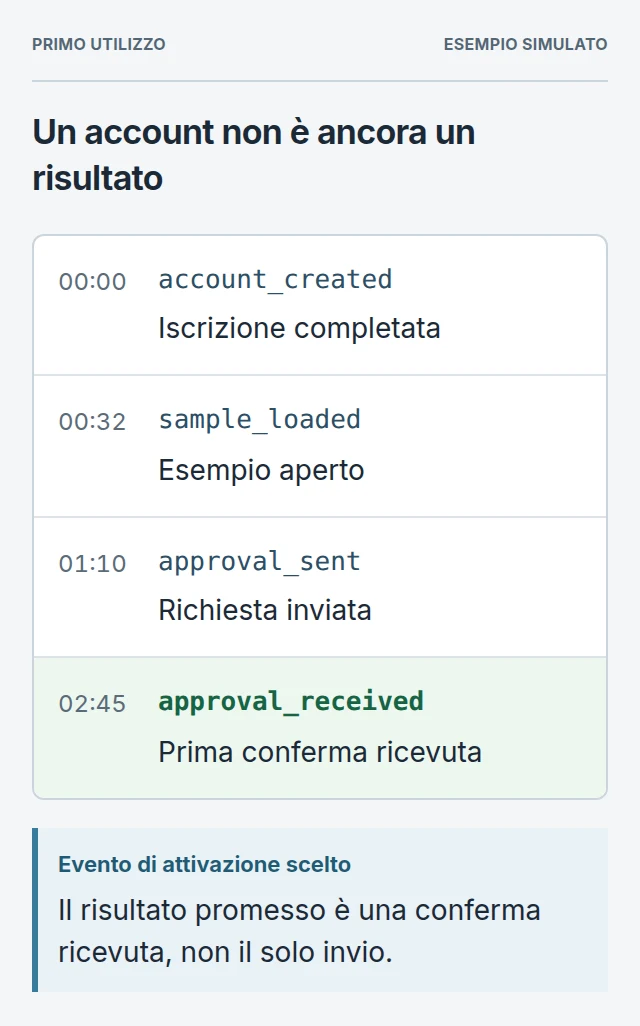 PRIMO UTILIZZO
ESEMPIO SIMULATO
Un account non è ancora un
risultato
00:00 account_created
Iscrizione completata
00:32 sample_loaded
Esempio aperto
01:10 approval_sent
Richiesta inviata
02:45 approval_received
Prima conferma ricevuta
Evento di attivazione scelto
Il risultato promesso è una conferma
ricevuta, non il solo invio.